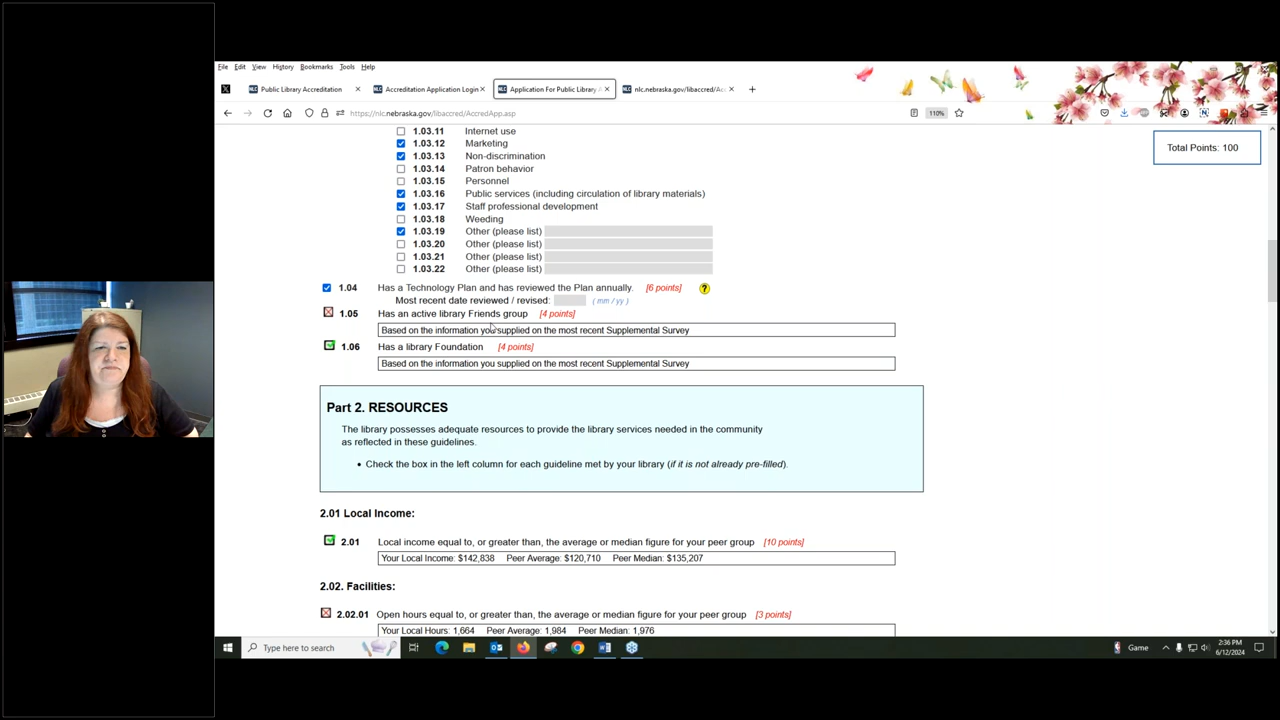 File Edit View History Bookmarks Tools Help
Public Library Accreditation
Accreditation Application Login
Application For Public Library
nlc.nebraska.gov/libaccred/Acc
https://nlc.nebraska.gov/libaccred/AccredApp.asp
110%
Total Points: 100
1.03.11 Internet use
1.03.12 Marketing
1.03.13 Non-discrimination
1.03.14 Patron behavior
1.03.15 Personnel
1.03.16 Public services (including circulation of library materials)
1.03.17 Staff professional development
1.03.18 Weeding
1.03.19 Other (please list)
1.03.20 Other (please list)
1.03.21 Other (please list)
1.03.22 Other (please list)
1.04 Has a Technology Plan and has reviewed the Plan annually. [6 points] ?
Most recent date reviewed / revised: ( mm / yy )
1.05 Has an active library Friends group [4 points]
Based on the information you supplied on the most recent Supplemental Survey
1.06 Has a library Foundation [4 points]
Based on the information you supplied on the most recent Supplemental Survey
Part 2. RESOURCES
The library possesses adequate resources to provide the library services needed in the community
as reflected in these guidelines.
• Check the box in the left column for each guideline met by your library (if it is not already pre-filled).
2.01 Local Income:
2.01 Local income equal to, or greater than, the average or median figure for your peer group [10 points]
Your Local Income: $142,838 Peer Average: $120,710 Peer Median: $135,207
2.02. Facilities:
2.02.01 Open hours equal to, or greater than, the average or median figure for your peer group [3 points]
Your Local Hours: 1,664 Peer Average: 1,984 Peer Median: 1,976
Type here to search
Game
2:36 PM
6/12/2024